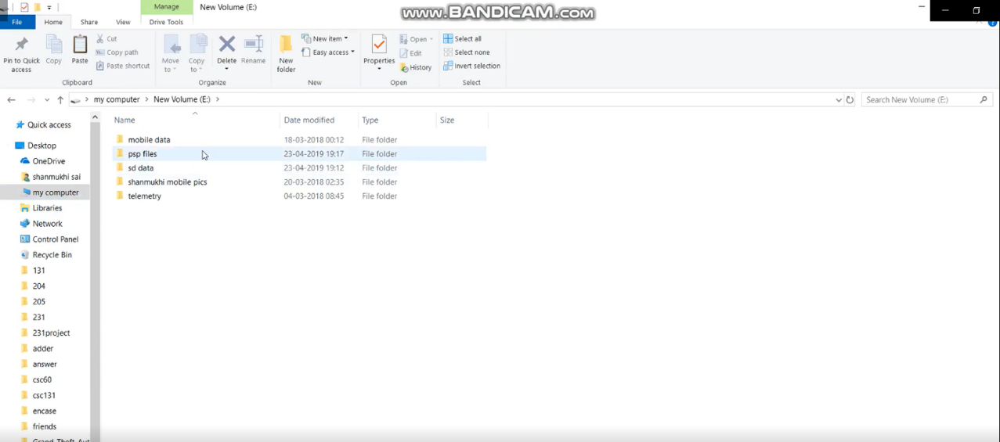 Manage New Volume (E:)
www.BANDICAM.com
File Home Share View Drive Tools
Pin to Quick access
Copy
Paste
Cut
Copy path
Paste shortcut
Clipboard
Move to
Copy to
Delete
Rename
Organize
New folder
New item
Easy access
New
Properties
Open
Edit
History
Open
Select all
Select none
Invert selection
Select
my computer New Volume (E:)
Search New Volume (E:)
Name Date modified Type Size
mobile data 18-03-2018 00:12 File folder
psp files 23-04-2019 19:17 File folder
sd data 23-04-2019 19:12 File folder
shanmukhi mobile pics 20-03-2018 02:35 File folder
telemetry 04-03-2018 08:45 File folder
Quick access
Desktop
OneDrive
shanmukhi sai
my computer
Libraries
Network
Control Panel
Recycle Bin
131
204
205
231
231project
adder
answer
csc60
csc131
encase
friends
Grand-Theft-Aut